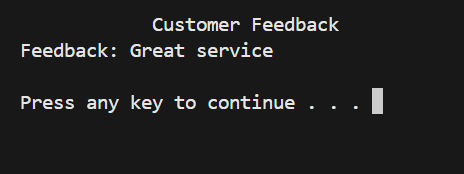 Customer Feedback
Feedback: Great service
Press any key to continue . . .